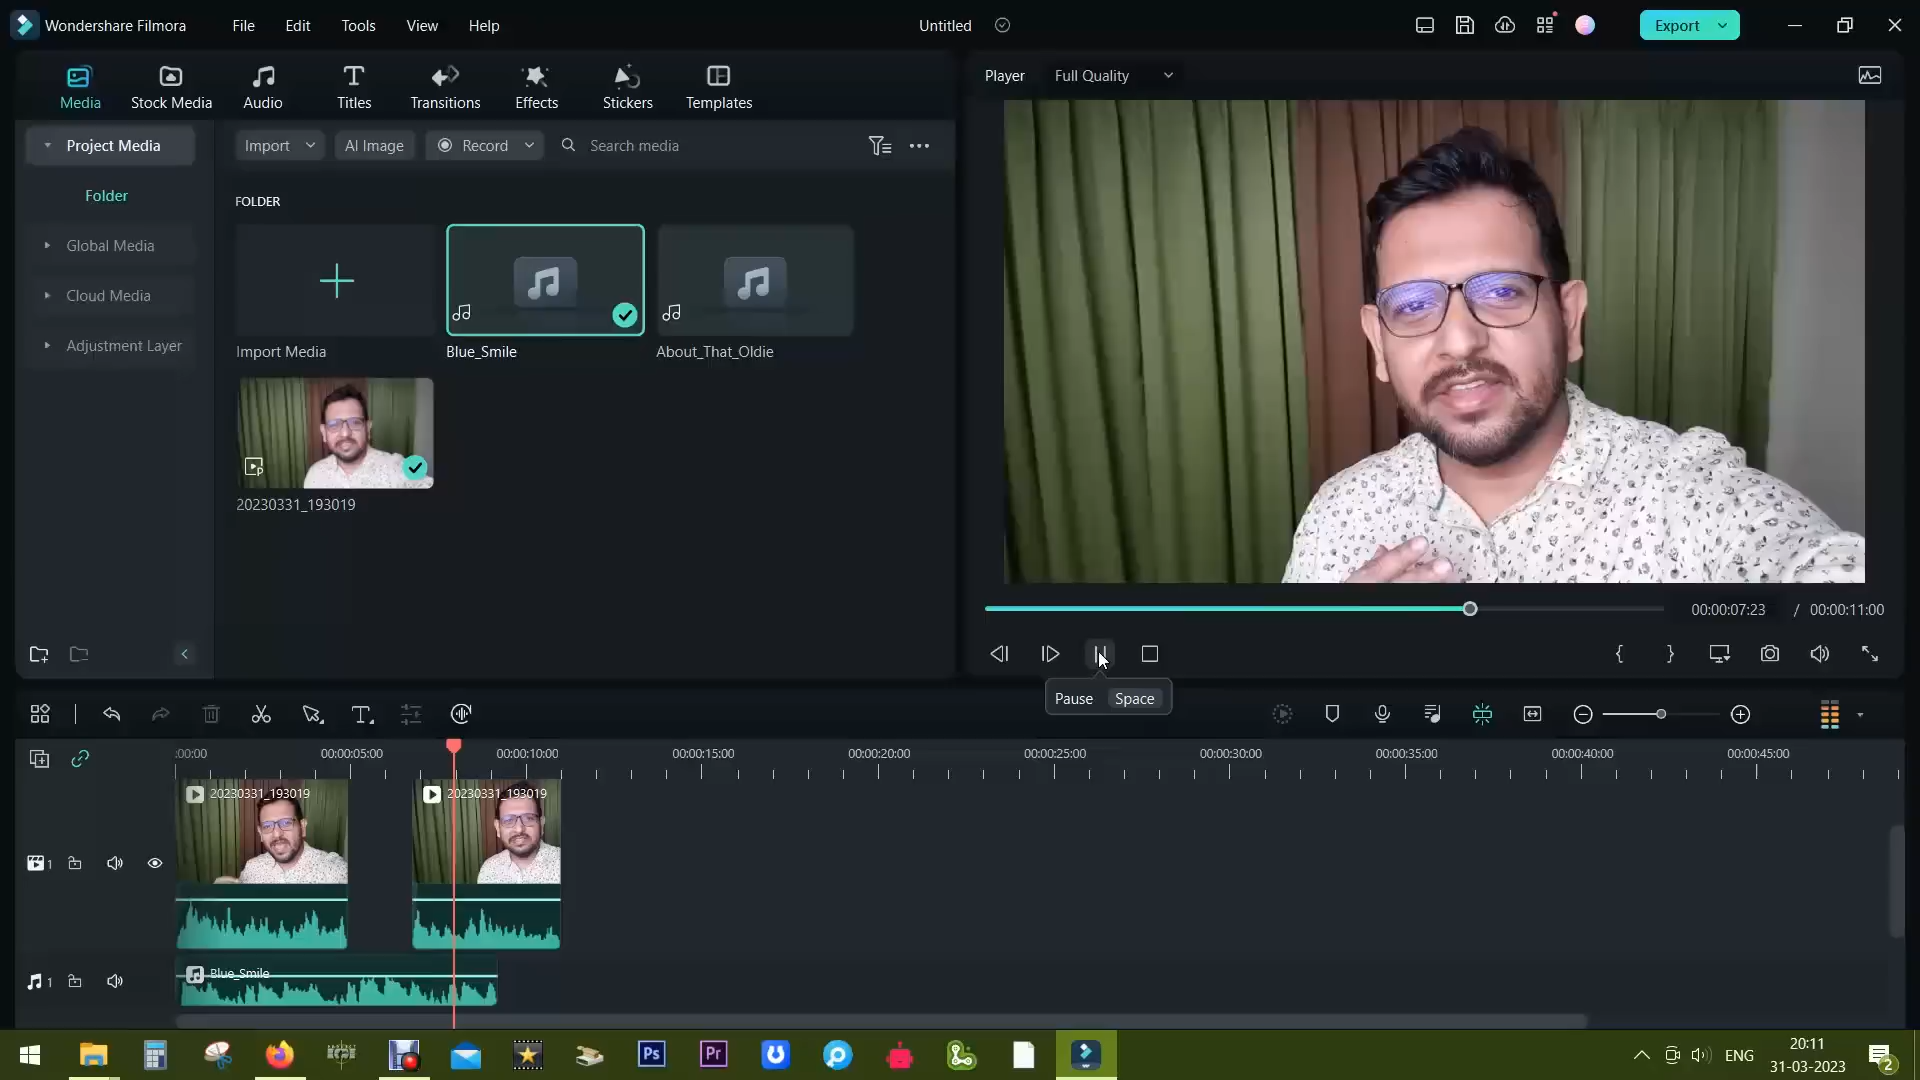 Wondershare Filmora
File
Edit
Tools
View
Help
Untitled
Export
Media
Stock Media
Audio
Titles
Transitions
Effects
Stickers
Templates
Player
Full Quality
Project Media
Import
AI Image
Record
Search media
Folder
FOLDER
Global Media
Cloud Media
Adjustment Layer
Import Media
Blue_Smile
About_That_Oldie
20230331_193019
00:00:07:23 / 00:00:11:00
Pause Space
:00:00
00:00:05:00
00:00:10:00
00:00:15:00
00:00:20:00
00:00:25:00
00:00:30:00
00:00:35:00
00:00:40:00
00:00:45:00
20230331_193019
20230331_193019
1
Blue_Smile
1
Ps
Pr
ENG
20:11
31-03-2023
2